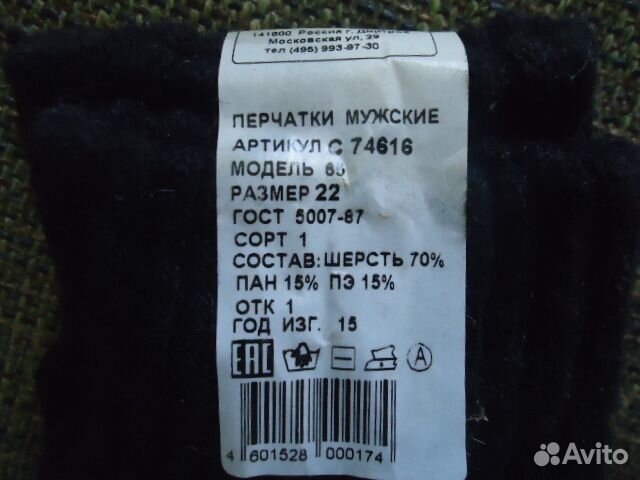 141800 Россия г. Дмитров
Московская ул, 29
тел (495) 993-97-30
ПЕРЧАТКИ МУЖСКИЕ
АРТИКУЛ С 74616
МОДЕЛЬ 65
РАЗМЕР 22
ГОСТ 5007-87
СОРТ 1
СОСТАВ: ШЕРСТЬ 70%
ПАН 15% ПЭ 15%
ОТК 1
ГОД ИЗГ. 15
EAC A
4 601528 000174
Avito